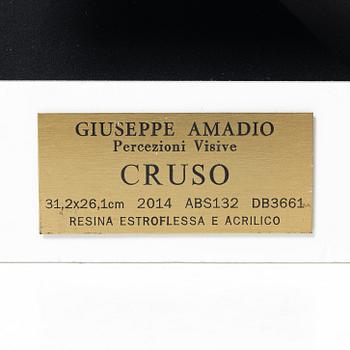 GIUSEPPE AMADIO
Percezioni Visive
CRUSO
31,2x26,1cm 2014 ABS132 DB3661
RESINA ESTROFLESSA E ACRILICO